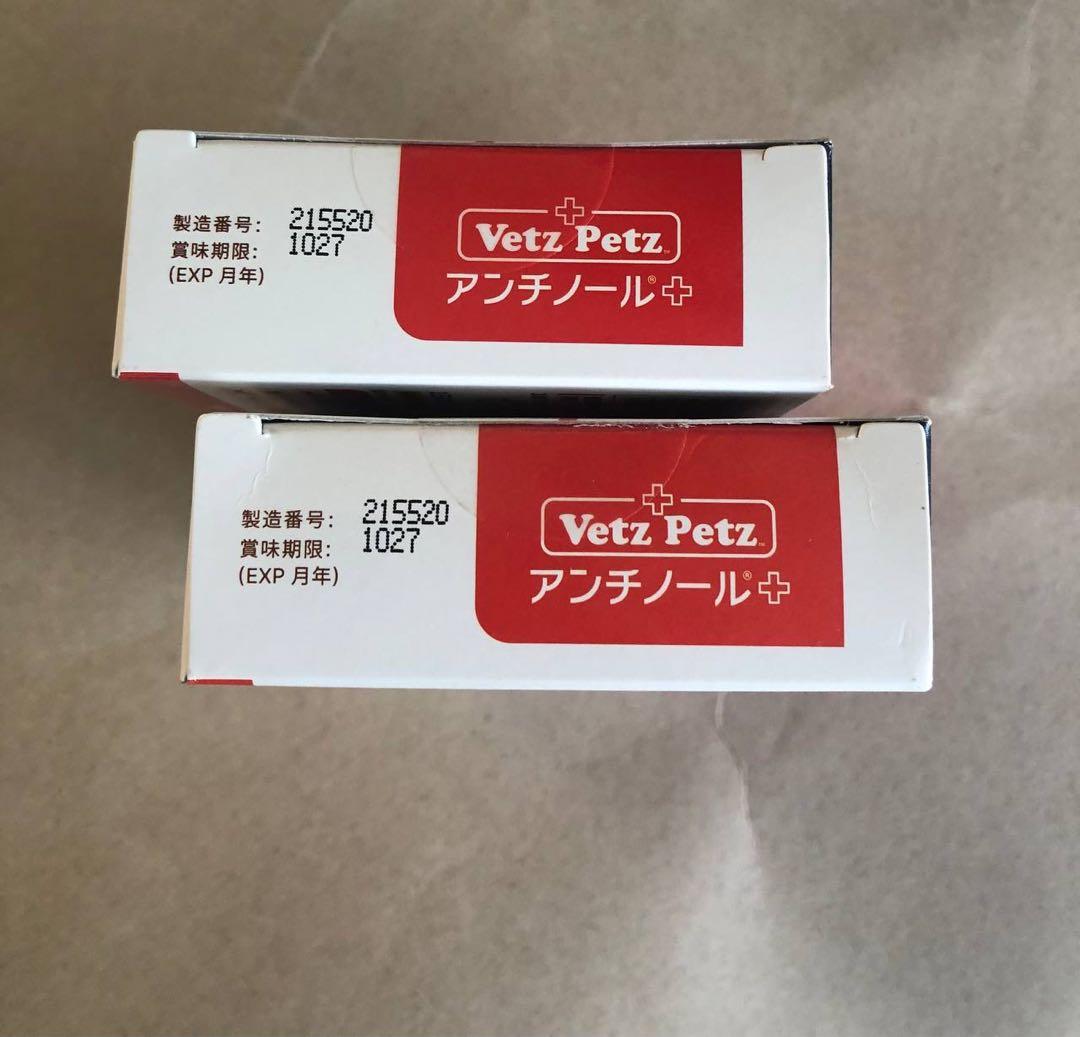 製造番号: 215520
賞味期限: 1027
(EXP 月年)
Vetz Petz™
アンチノール®+
製造番号: 215520
賞味期限: 1027
(EXP 月年)
Vetz Petz™
アンチノール®+